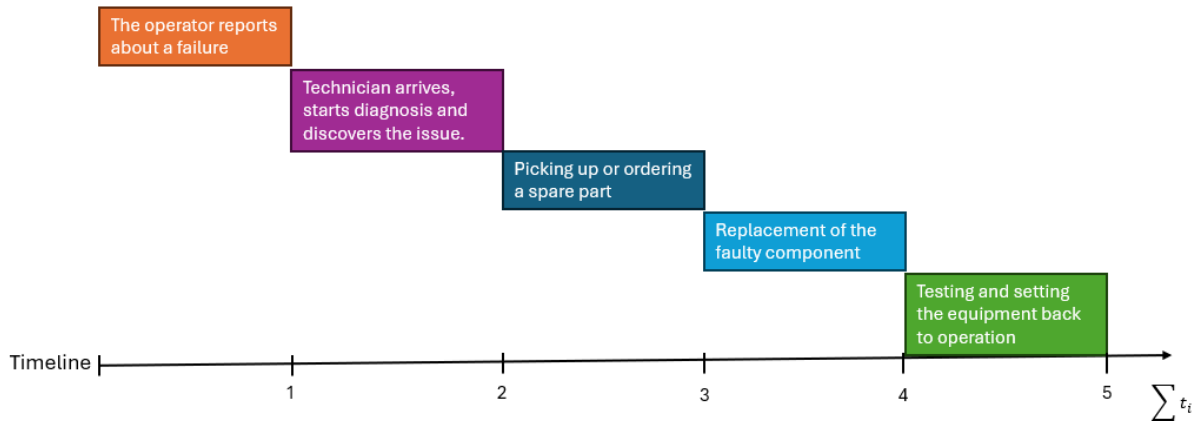 The operator reports
about a failure
Technician arrives,
starts diagnosis and
discovers the issue.
Picking up or ordering
a spare part
Replacement of the
faulty component
Testing and setting
the equipment back
to operation
Timeline
1
2
3
4
5
∑ tᵢ